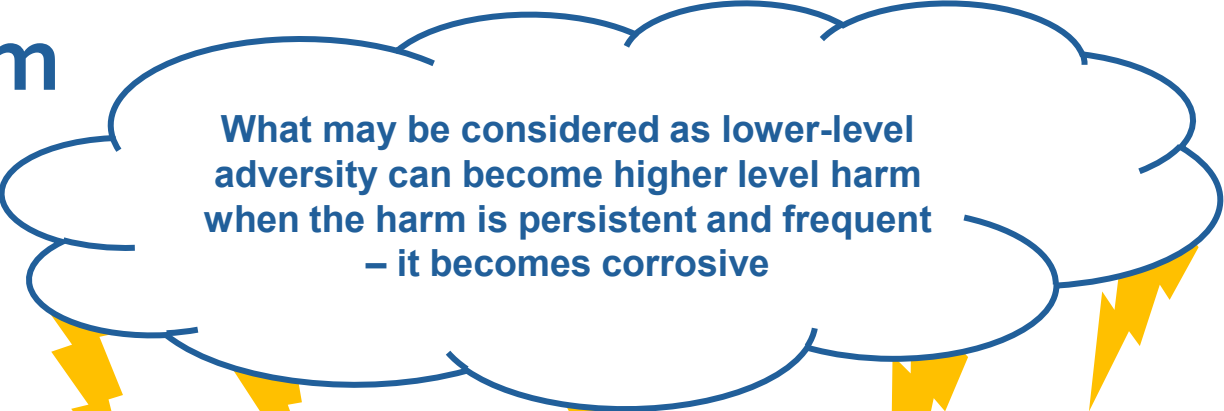 m
What may be considered as lower-level
adversity can become higher level harm
when the harm is persistent and frequent
– it becomes corrosive